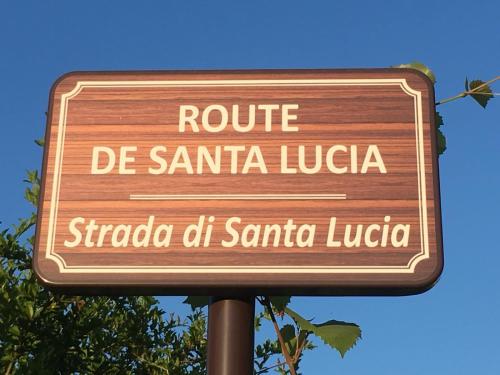 ROUTE
DE SANTA LUCIA
Strada di Santa Lucia